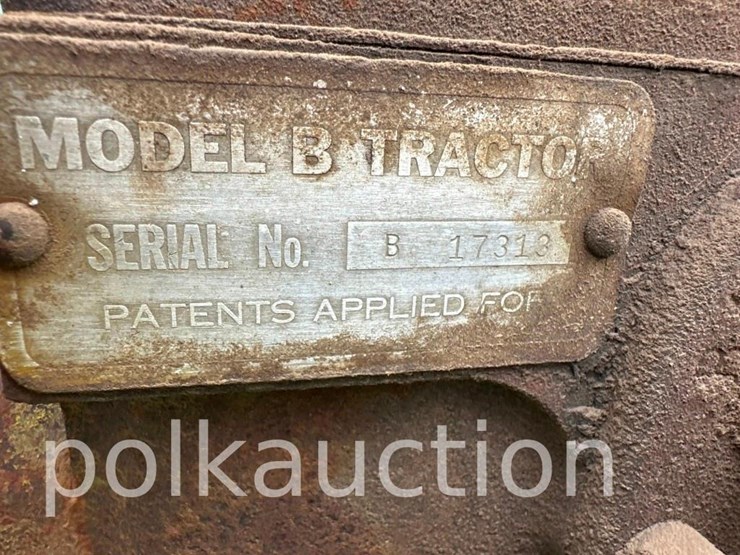 MODEL B TRACTOR
SERIAL No. B 17313
PATENTS APPLIED FOR
polkauction